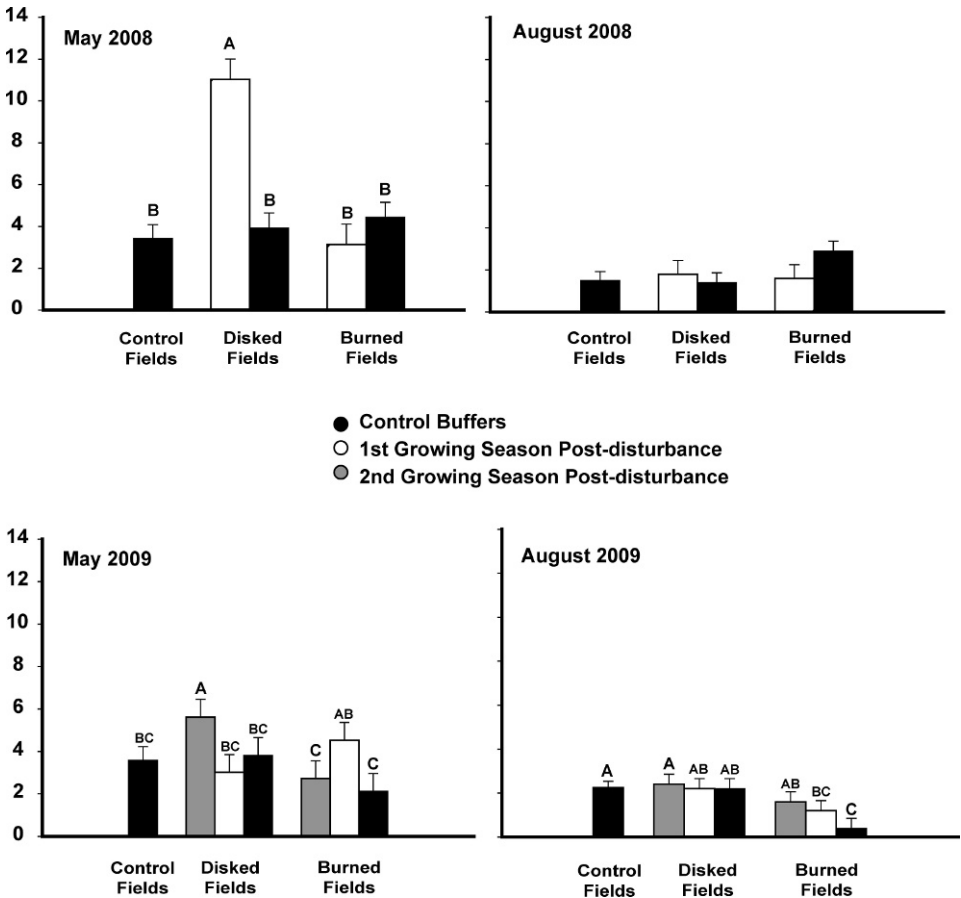 14
12
10
8
6
4
2
0
May 2008
A
B
B
B
B
Control
Fields
Disked
Fields
Burned
Fields
August 2008
Control
Fields
Disked
Fields
Burned
Fields
Control Buffers
1st Growing Season Post-disturbance
2nd Growing Season Post-disturbance
14
12
10
8
6
4
2
0
May 2009
BC
A
BC
BC
C
AB
C
Control
Fields
Disked
Fields
Burned
Fields
August 2009
A
A
AB
AB
AB
BC
C
Control
Fields
Disked
Fields
Burned
Fields